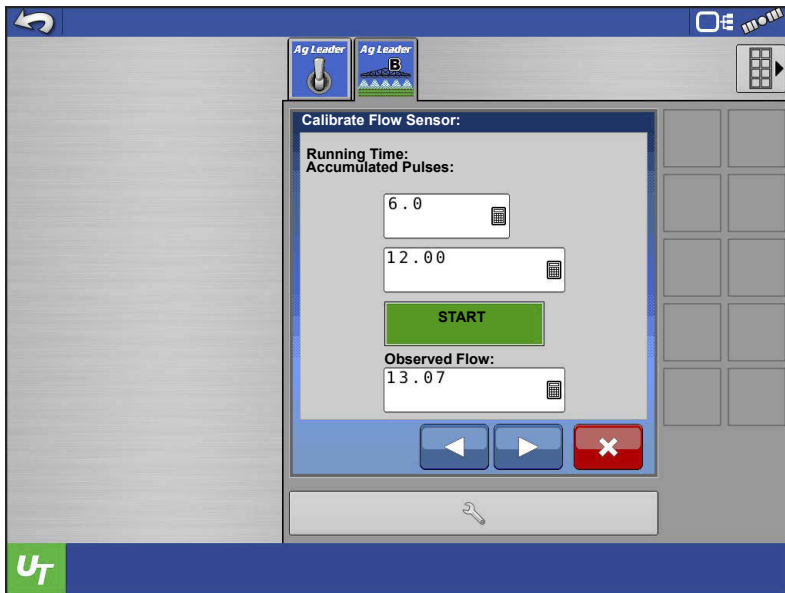 Ag Leader
Ag Leader
B
Calibrate Flow Sensor:
Running Time:
Accumulated Pulses:
6.0
12.00
START
Observed Flow:
13.07
UT